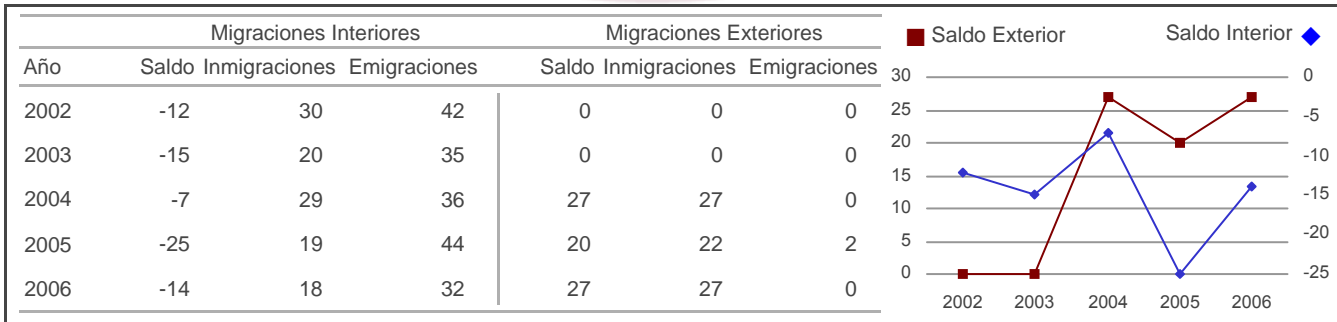 Migraciones Interiores Migraciones Exteriores
Año Saldo Inmigraciones Emigraciones Saldo Inmigraciones Emigraciones
2002 -12 30 42 0 0 0
2003 -15 20 35 0 0 0
2004 -7 29 36 27 27 0
2005 -25 19 44 20 22 2
2006 -14 18 32 27 27 0
Saldo Exterior Saldo Interior
30 0
25 -5
20 -10
15 -15
10 -20
5 -25
0
2002 2003 2004 2005 2006